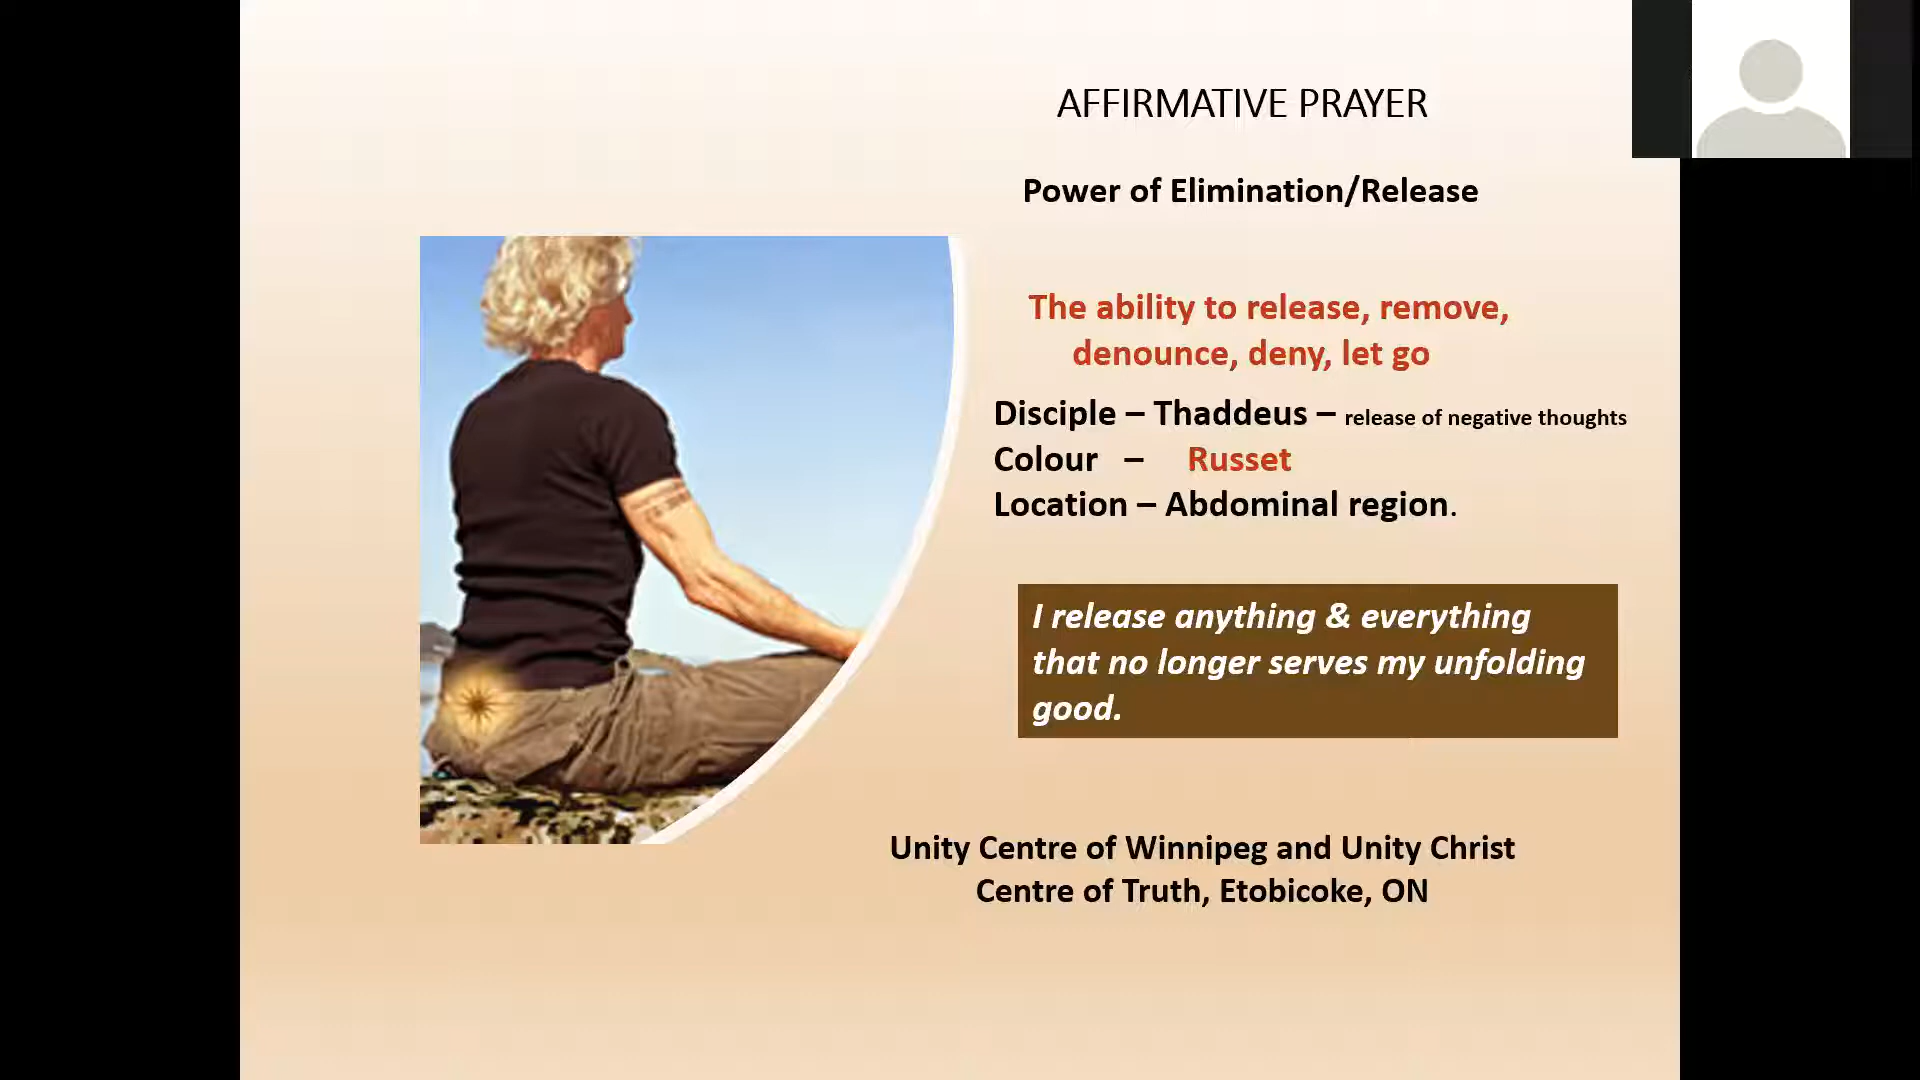 AFFIRMATIVE PRAYER
Power of Elimination/Release
The ability to release, remove,
denounce, deny, let go
Disciple – Thaddeus – release of negative thoughts
Colour – Russet
Location – Abdominal region.
I release anything & everything
that no longer serves my unfolding
good.
Unity Centre of Winnipeg and Unity Christ
Centre of Truth, Etobicoke, ON